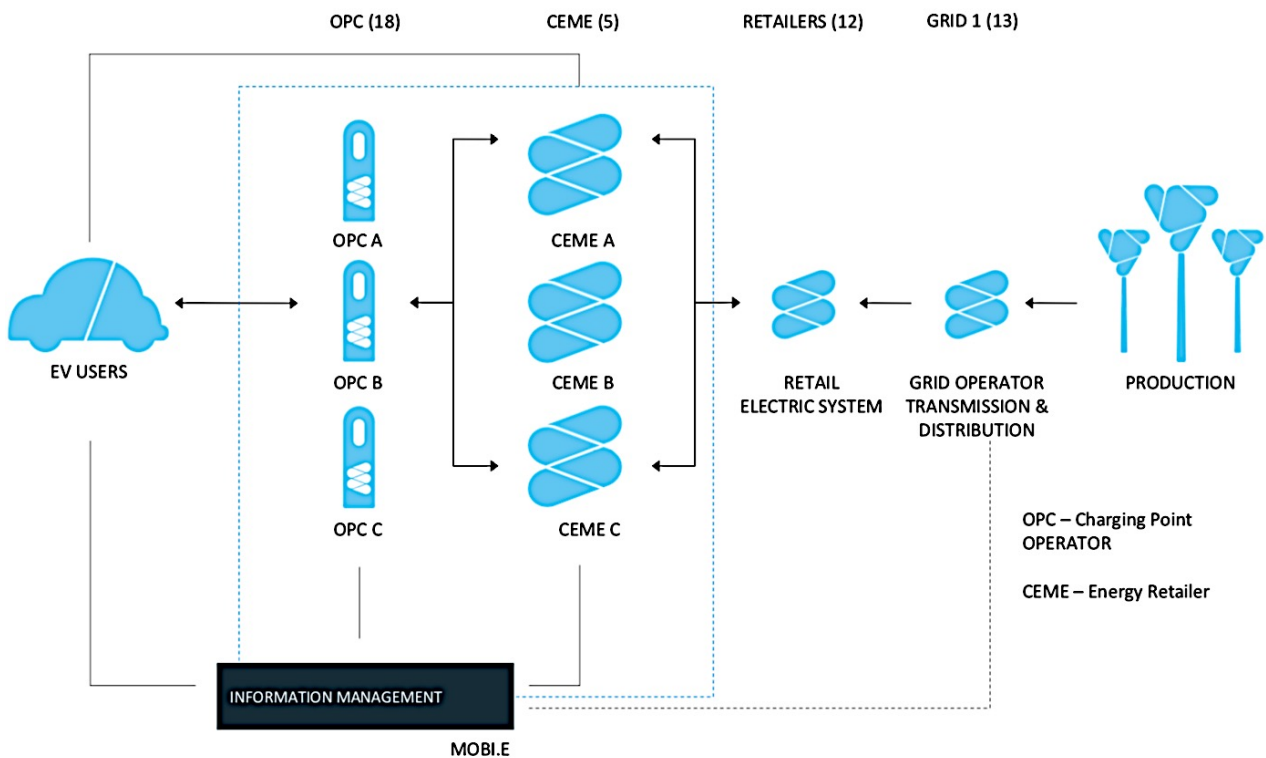 OPC (18)
CEME (5)
RETAILERS (12)
GRID 1 (13)
OPC A
CEME A
EV USERS
OPC B
CEME B
RETAIL
ELECTRIC SYSTEM
GRID OPERATOR
TRANSMISSION &
DISTRIBUTION
PRODUCTION
OPC C
CEME C
OPC – Charging Point
OPERATOR
CEME – Energy Retailer
INFORMATION MANAGEMENT
MOBI.E